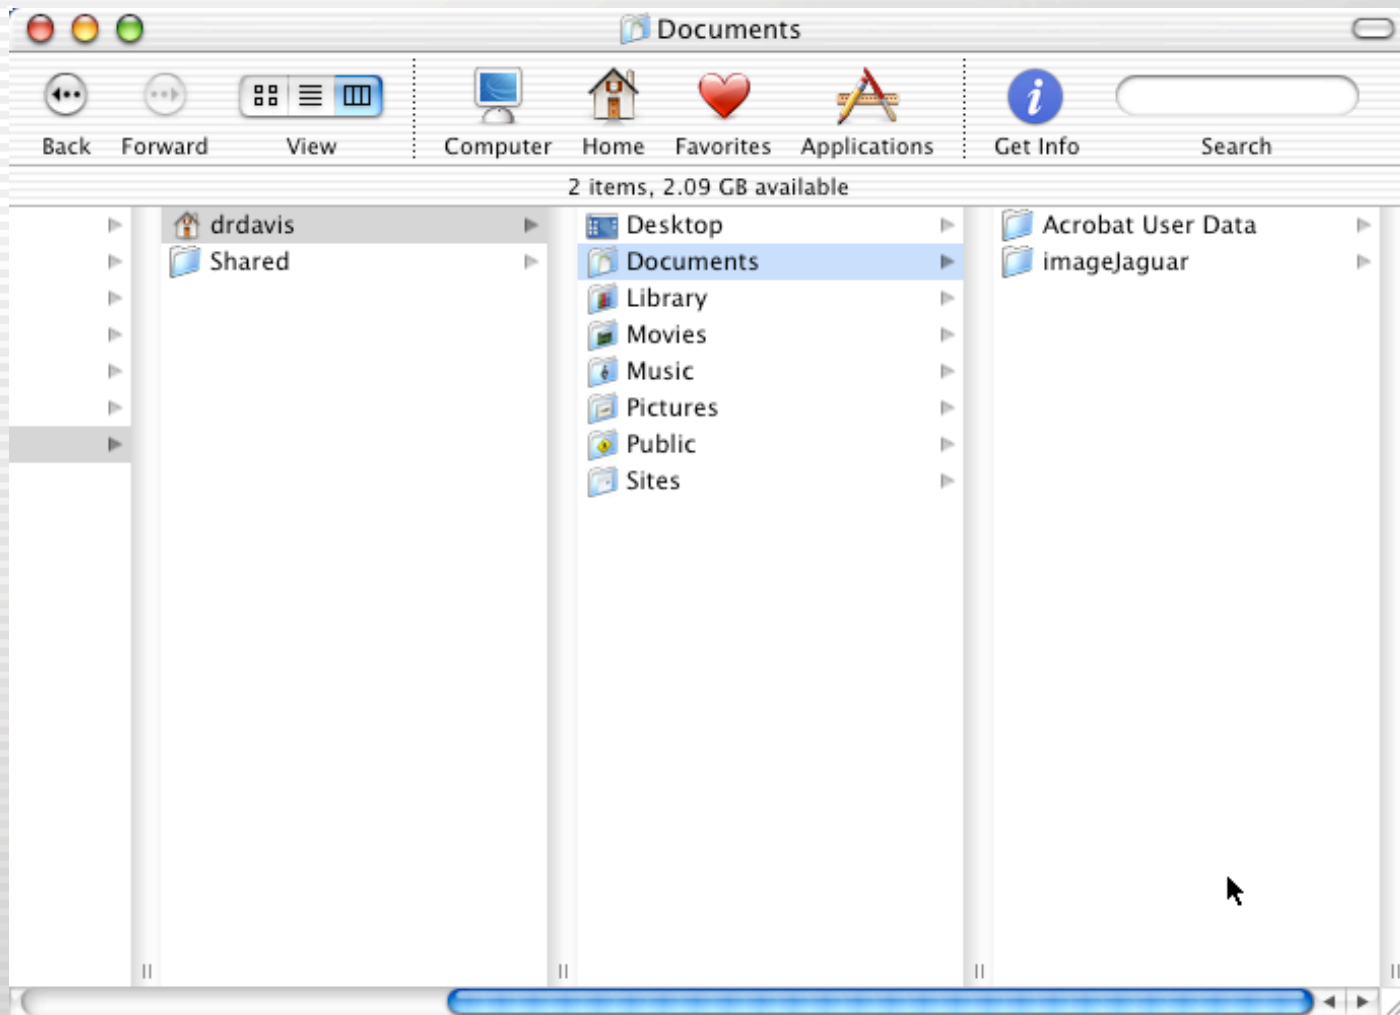 Documents
Back Forward View Computer Home Favorites Applications Get Info Search
2 items, 2.09 GB available
drdavis
Shared
Desktop
Documents
Library
Movies
Music
Pictures
Public
Sites
Acrobat User Data
imageJaguar